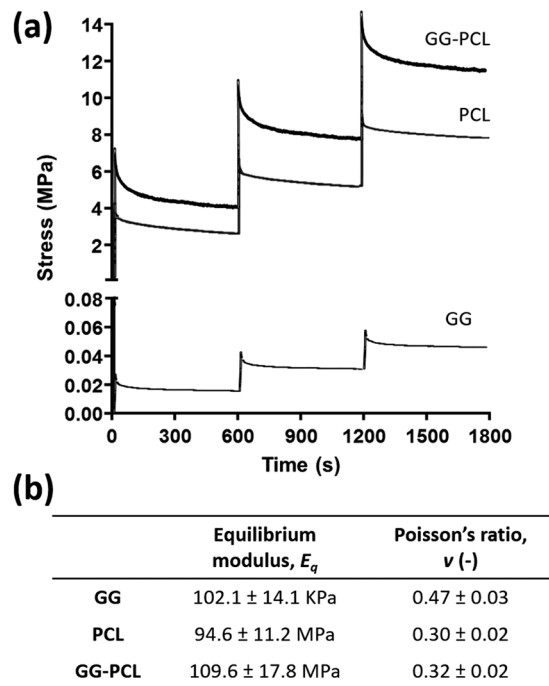 (a)
Stress (MPa)
14
12
10
8
6
4
2
GG-PCL
PCL
0.08
0.06
0.04
0.02
0.00
GG
0 300 600 900 1200 1500 1800
Time (s)
(b)
Equilibrium Poisson's ratio,
modulus, Eq ν (-)
GG 102.1 ± 14.1 KPa 0.47 ± 0.03
PCL 94.6 ± 11.2 MPa 0.30 ± 0.02
GG-PCL 109.6 ± 17.8 MPa 0.32 ± 0.02